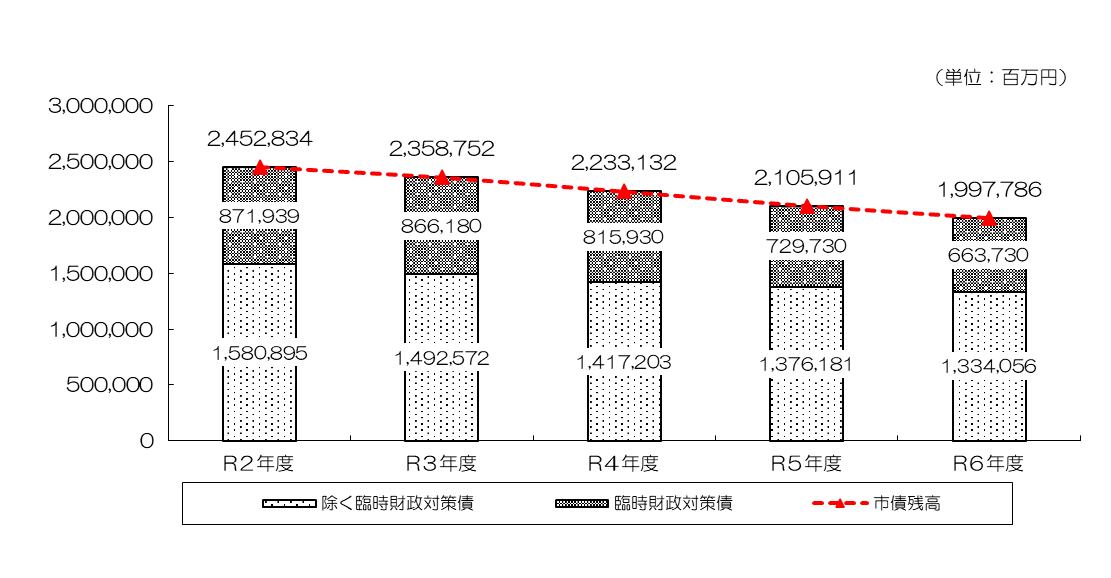 （単位：百万円）
3,000,000
2,500,000
2,000,000
1,500,000
1,000,000
500,000
0
2,452,834
2,358,752
2,233,132
2,105,911
1,997,786
871,939
866,180
815,930
729,730
663,730
1,580,895
1,492,572
1,417,203
1,376,181
1,334,056
R2年度
R3年度
R4年度
R5年度
R6年度
除く臨時財政対策債
臨時財政対策債
市債残高